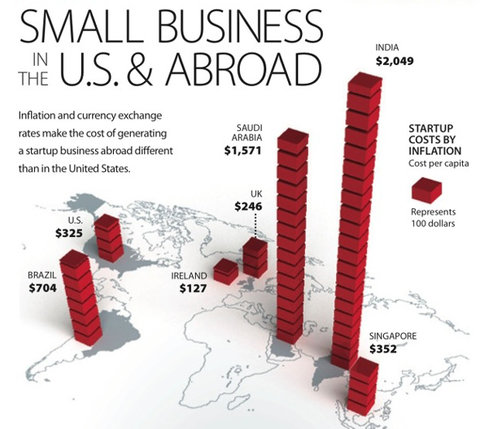 SMALL BUSINESS
IN THE U.S. & ABROAD
Inflation and currency exchange
rates make the cost of generating
a startup business abroad different
than in the United States.
INDIA
$2,049
SAUDI
ARABIA
$1,571
STARTUP
COSTS BY
INFLATION
Cost per capita
Represents
100 dollars
UK
$246
U.S.
$325
BRAZIL
$704
IRELAND
$127
SINGAPORE
$352